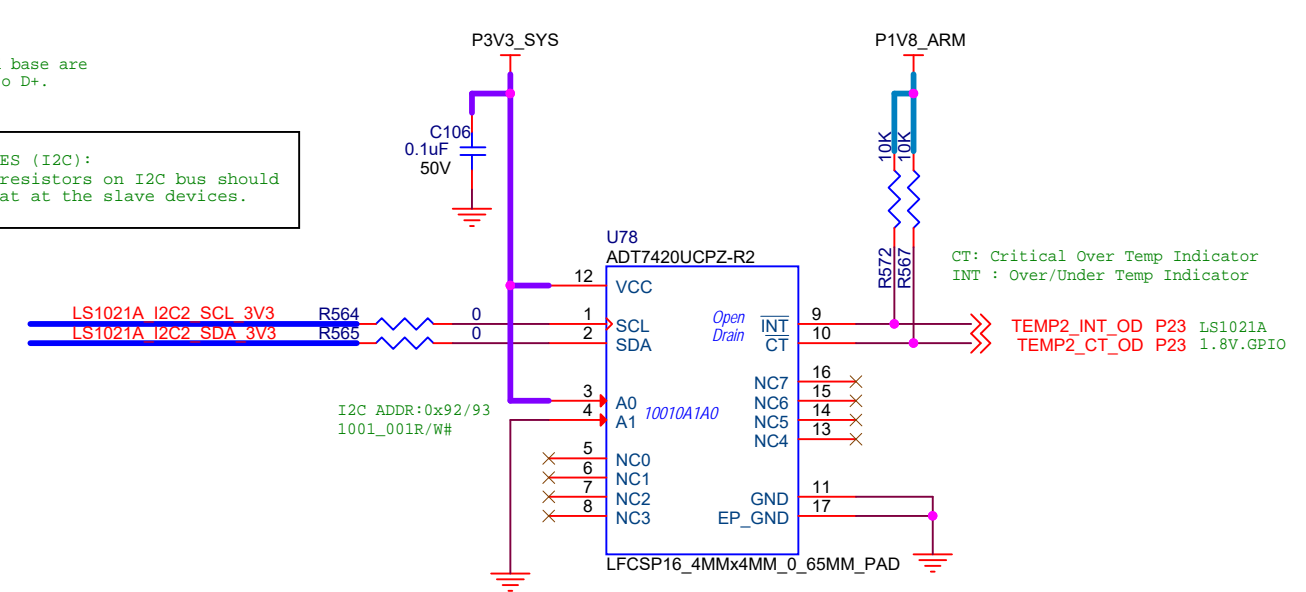 P3V3_SYS
P1V8_ARM
base are
o D+.
ES (I2C):
resistors on I2C bus should
at at the slave devices.
C106
0.1uF
50V
10K
10K
R572
R567
CT: Critical Over Temp Indicator
INT : Over/Under Temp Indicator
U78
ADT7420UCPZ-R2
12 VCC
LS1021A_I2C2_SCL_3V3 R564 0 1 SCL
LS1021A_I2C2_SDA_3V3 R565 0 2 SDA
Open
Drain
INT 9 TEMP2_INT_OD P23 LS1021A
CT 10 TEMP2_CT_OD P23 1.8V.GPIO
3 A0
4 A1
10010A1A0
I2C ADDR:0x92/93
1001_001R/W#
NC7 16
NC6 15
NC5 14
NC4 13
5 NC0
6 NC1
7 NC2
8 NC3
GND 11
EP_GND 17
LFCSP16_4MMx4MM_0_65MM_PAD